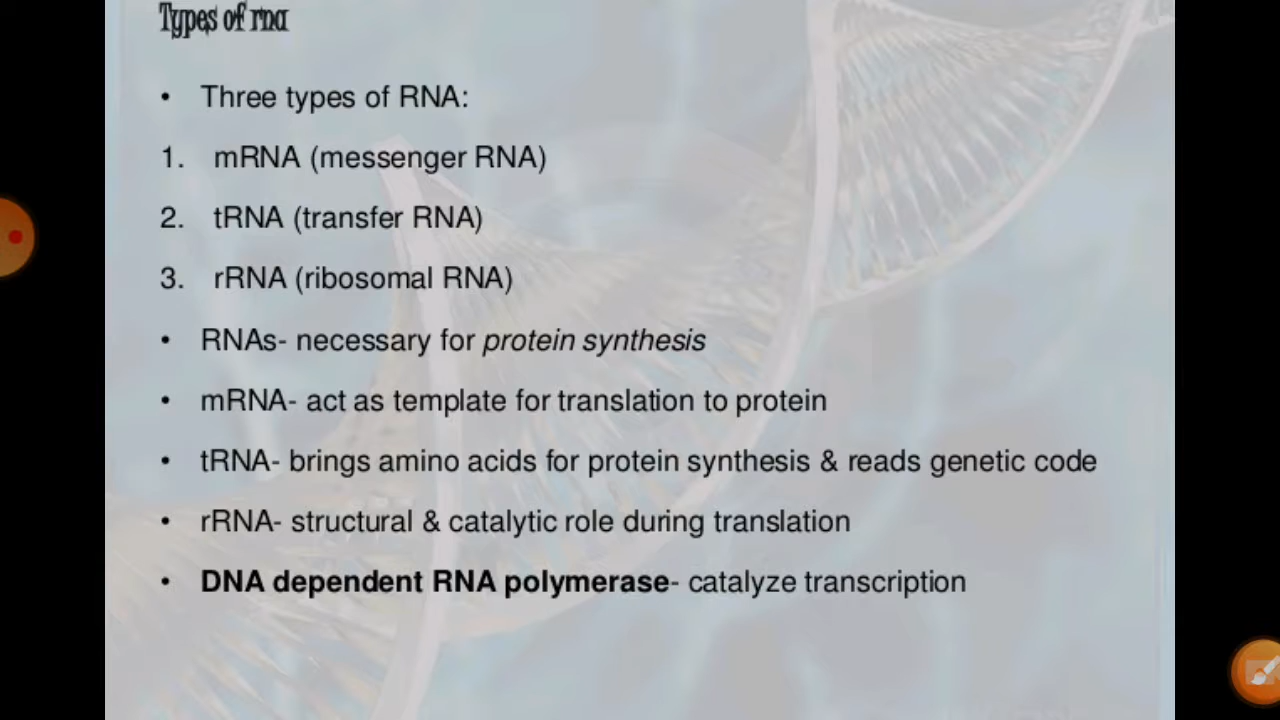 Types of rna
• Three types of RNA:
1. mRNA (messenger RNA)
2. tRNA (transfer RNA)
3. rRNA (ribosomal RNA)
• RNAs- necessary for protein synthesis
• mRNA- act as template for translation to protein
• tRNA- brings amino acids for protein synthesis & reads genetic code
• rRNA- structural & catalytic role during translation
• DNA dependent RNA polymerase- catalyze transcription